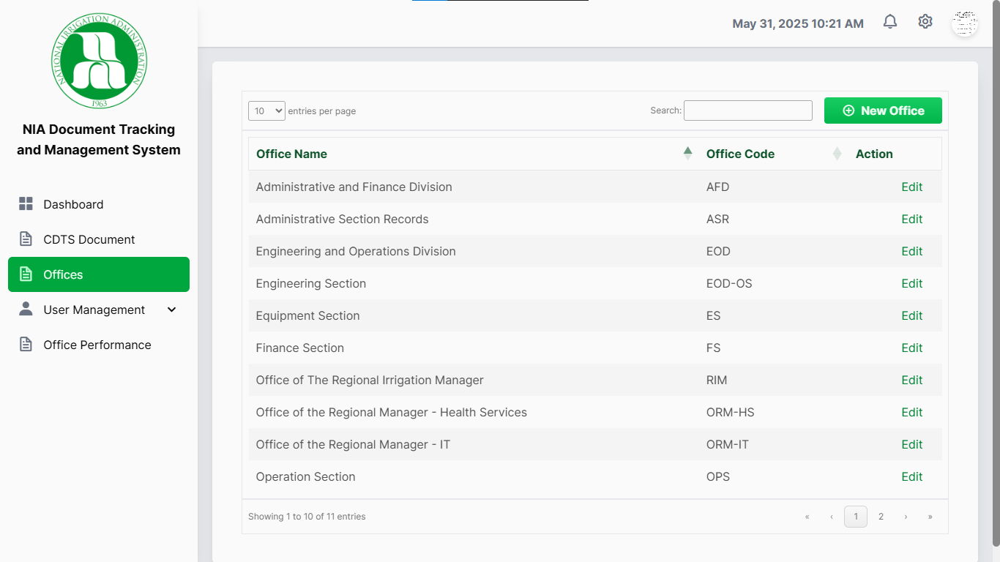 NATIONAL IRRIGATION ADMINISTRATION
1963
NIA Document Tracking
and Management System
Dashboard
CDTS Document
Offices
User Management
Office Performance
May 31, 2025 10:21 AM
10 entries per page
Search:
New Office
Office Name Office Code Action
Administrative and Finance Division AFD Edit
Administrative Section Records ASR Edit
Engineering and Operations Division EOD Edit
Engineering Section EOD-OS Edit
Equipment Section ES Edit
Finance Section FS Edit
Office of The Regional Irrigation Manager RIM Edit
Office of the Regional Manager - Health Services ORM-HS Edit
Office of the Regional Manager - IT ORM-IT Edit
Operation Section OPS Edit
Showing 1 to 10 of 11 entries
« ‹ 1 2 › »